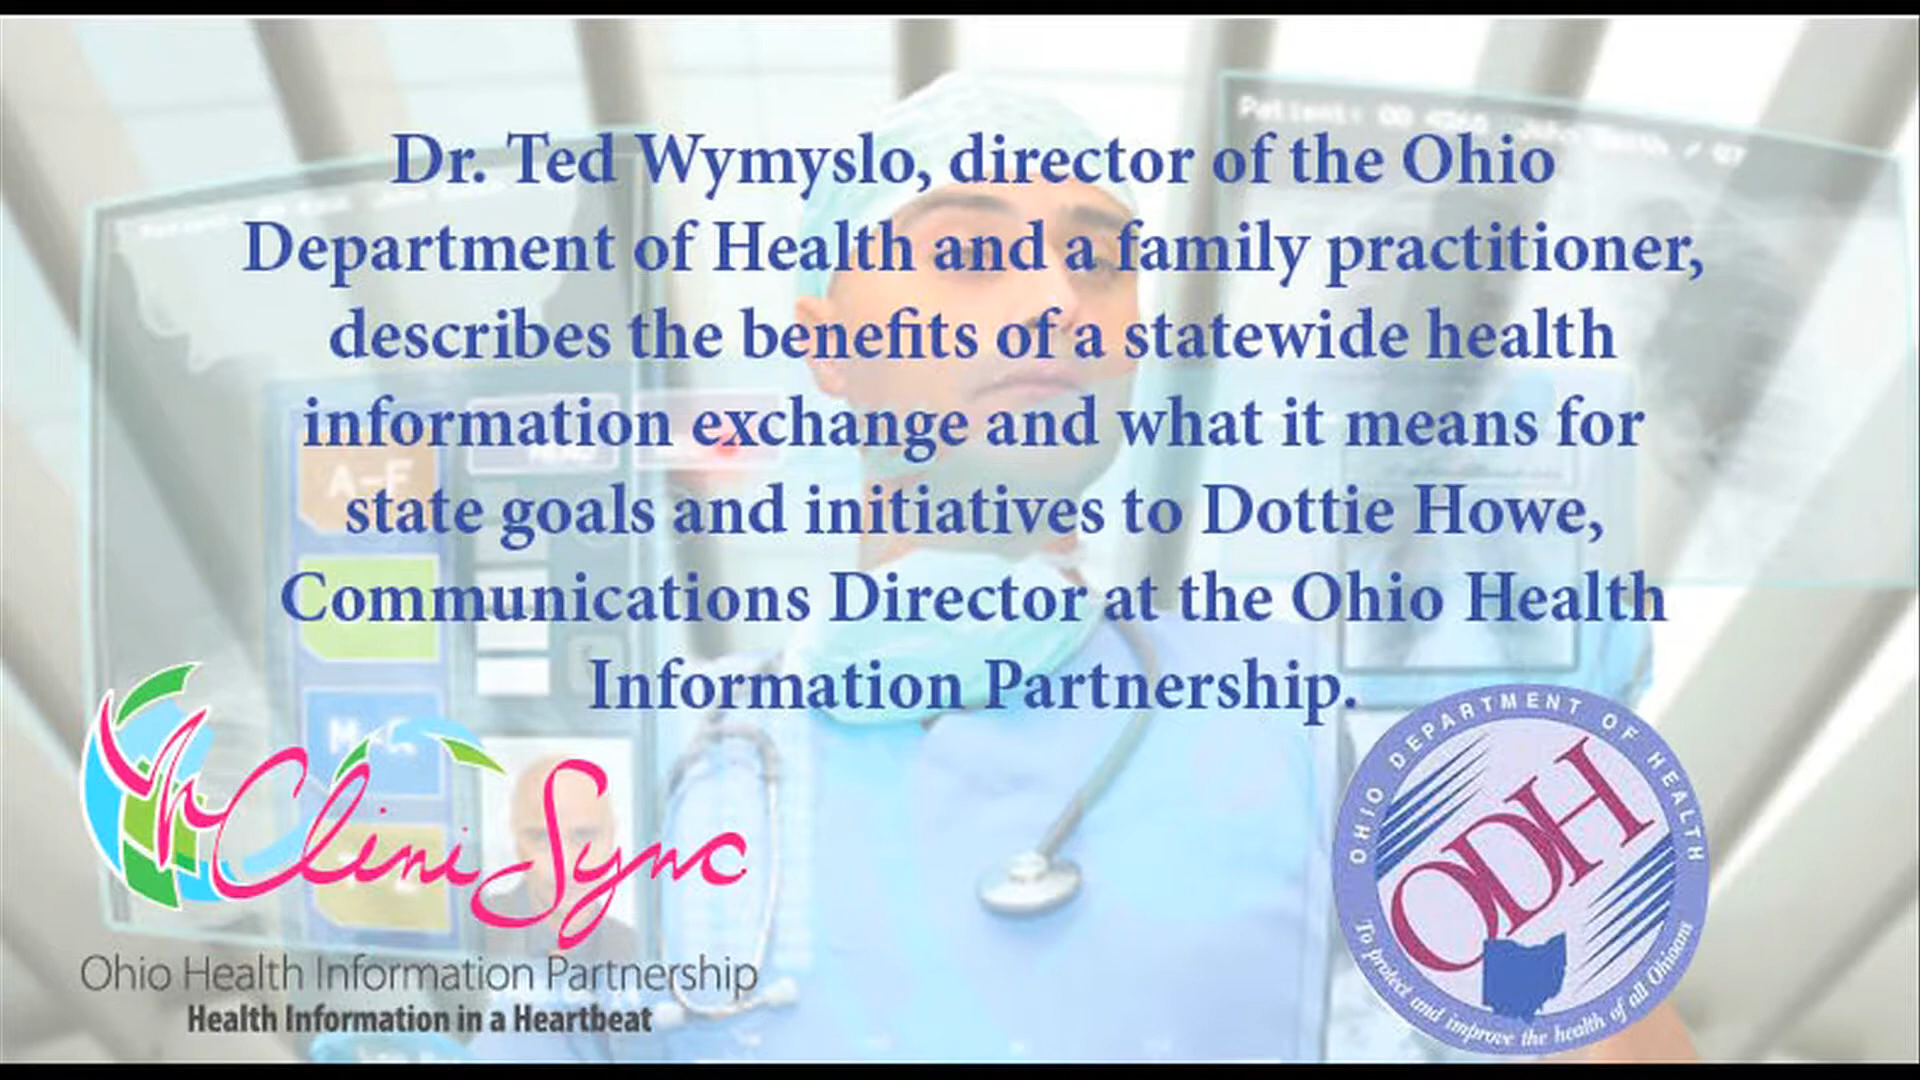 Dr. Ted Wymyslo, director of the Ohio
Department of Health and a family practitioner,
describes the benefits of a statewide health
information exchange and what it means for
state goals and initiatives to Dottie Howe,
Communications Director at the Ohio Health
Information Partnership.
Patient:
A-F
CliniSync
Ohio Health Information Partnership
Health Information in a Heartbeat
OHIO DEPARTMENT OF HEALTH
ODH
To protect and improve the health of all Ohioans